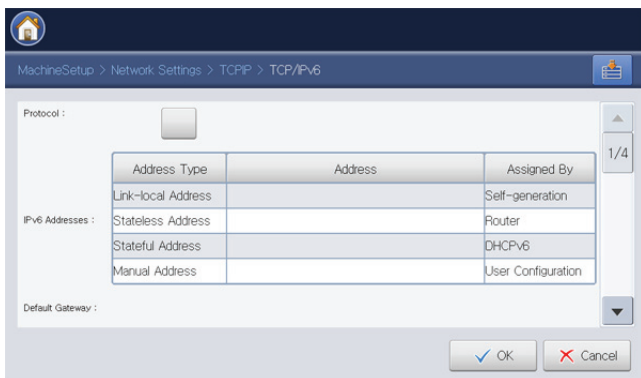 MachineSetup > Network Settings > TCPIP > TCP/IPv6
Protocol :
1/4
Address Type Address Assigned By
Link-local Address Self-generation
IPv6 Addresses : Stateless Address Router
Stateful Address DHCPv6
Manual Address User Configuration
Default Gateway :
OK Cancel